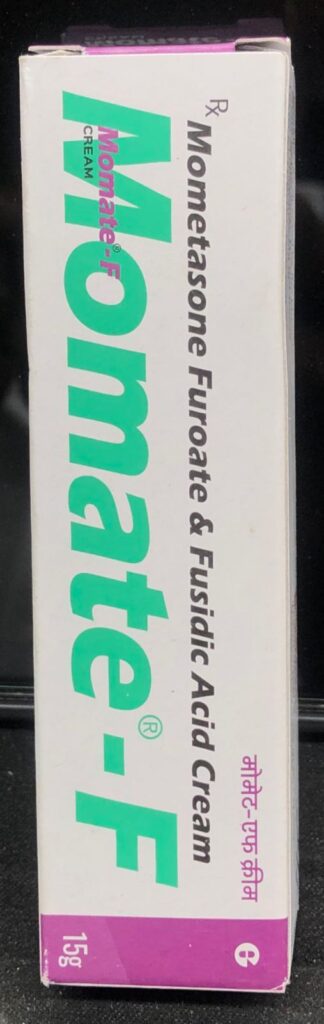 Rx Mometasone Furoate & Fusidic Acid Cream
मोमेट-एफ क्रीम
Momate®-F
Momate®-F
CREAM
15g